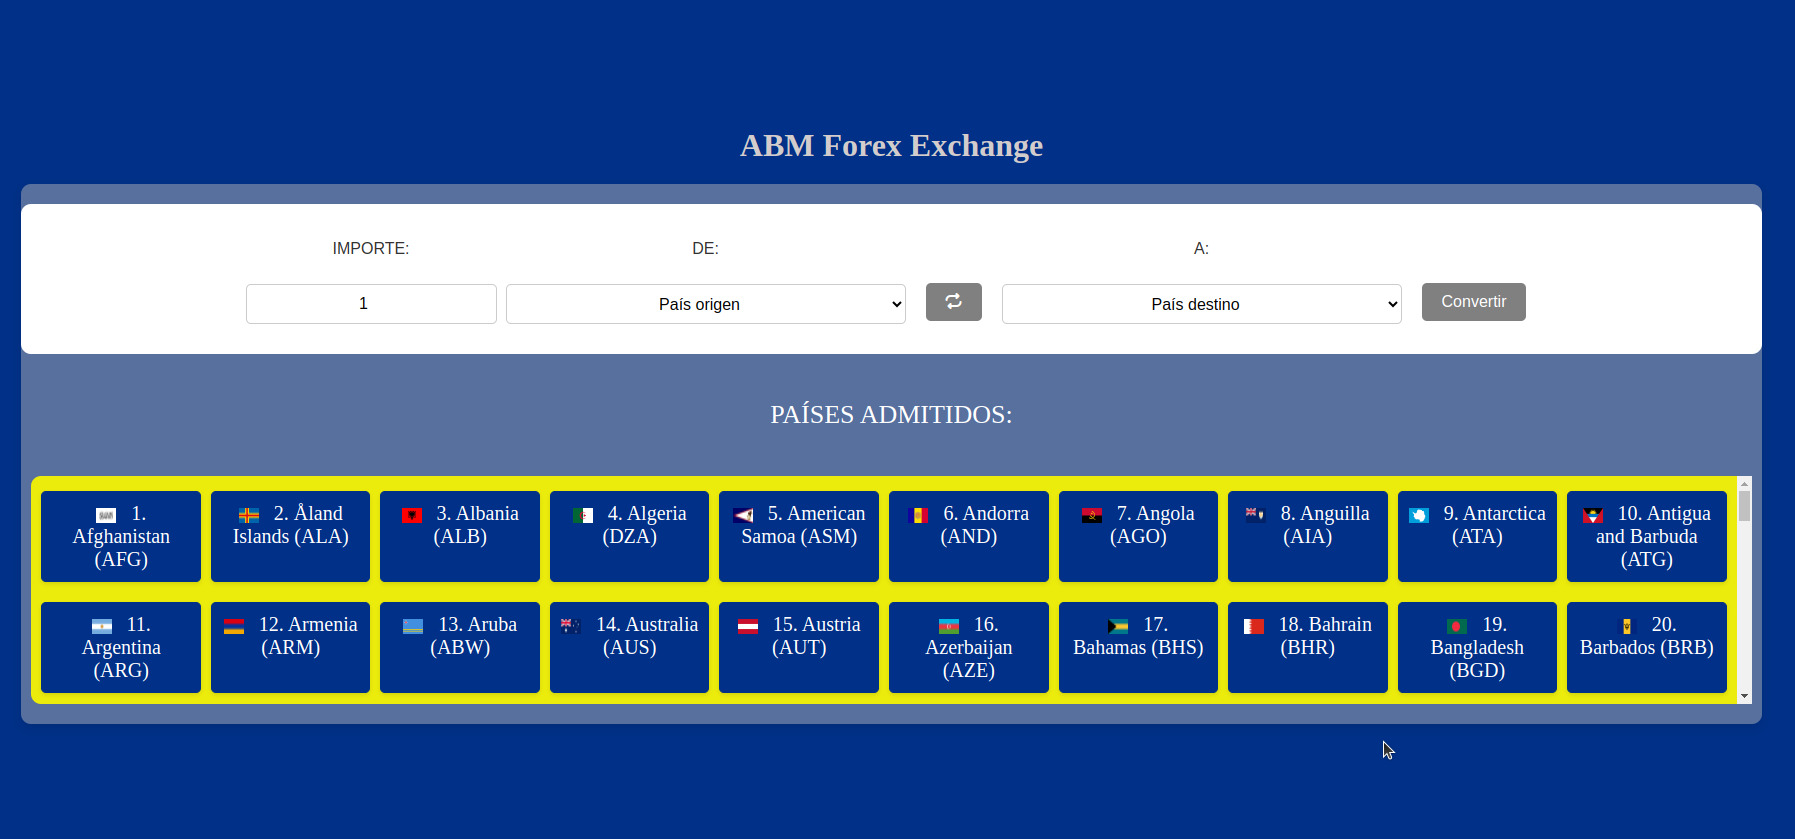 ABM Forex Exchange
IMPORTE:
DE:
A:
1
País origen
País destino
Convertir
PAÍSES ADMITIDOS:
1.
Afghanistan
(AFG)
2. Åland
Islands (ALA)
3. Albania
(ALB)
4. Algeria
(DZA)
5. American
Samoa (ASM)
6. Andorra
(AND)
7. Angola
(AGO)
8. Anguilla
(AIA)
9. Antarctica
(ATA)
10. Antigua
and Barbuda
(ATG)
11.
Argentina
(ARG)
12. Armenia
(ARM)
13. Aruba
(ABW)
14. Australia
(AUS)
15. Austria
(AUT)
16.
Azerbaijan
(AZE)
17.
Bahamas (BHS)
18. Bahrain
(BHR)
19.
Bangladesh
(BGD)
20.
Barbados (BRB)